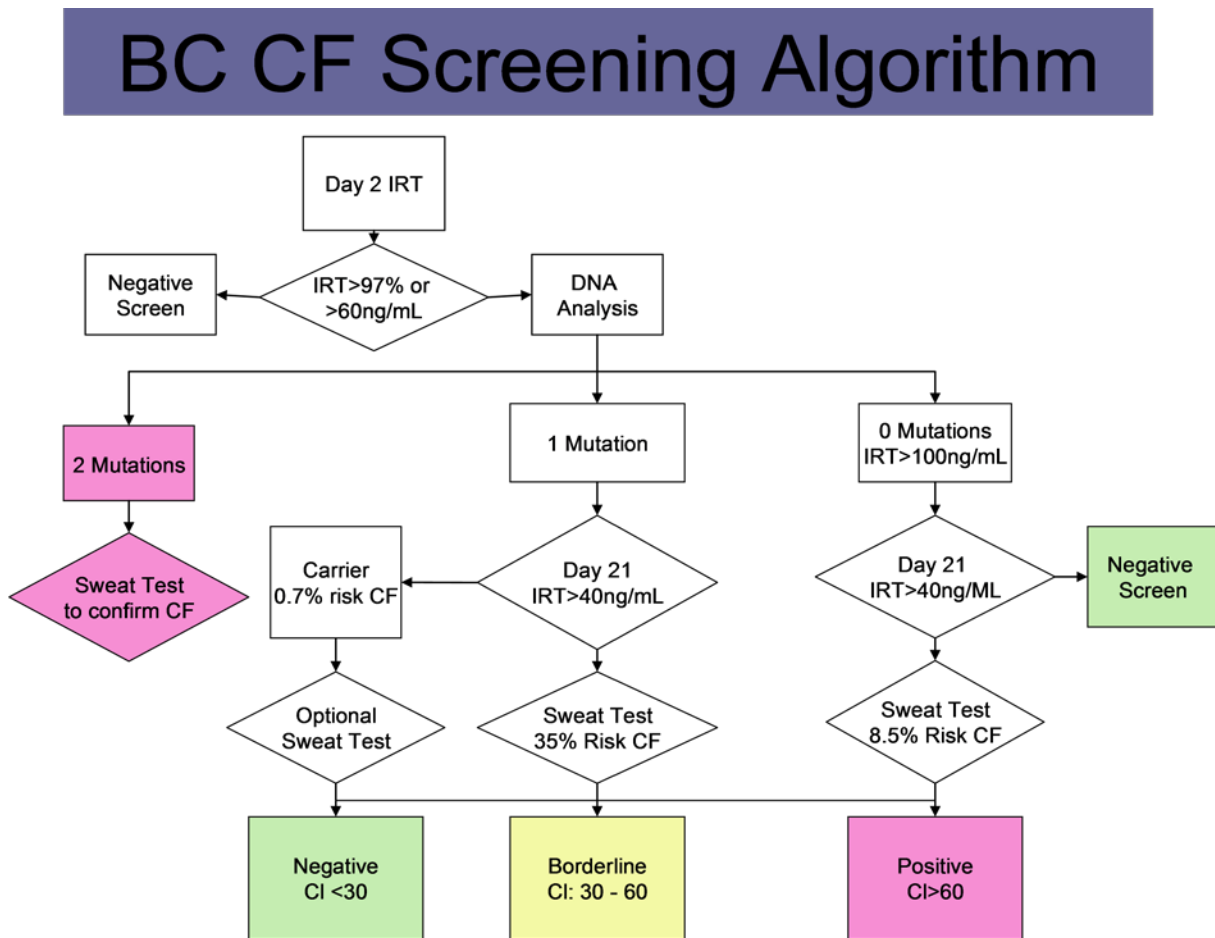 BC CF Screening Algorithm
Day 2 IRT
Negative
Screen
IRT>97% or
>60ng/mL
DNA
Analysis
2 Mutations
1 Mutation
0 Mutations
IRT>100ng/mL
Sweat Test
to confirm CF
Carrier
0.7% risk CF
Day 21
IRT>40ng/mL
Day 21
IRT>40ng/ML
Negative
Screen
Optional
Sweat Test
Sweat Test
35% Risk CF
Sweat Test
8.5% Risk CF
Negative
Cl <30
Borderline
Cl: 30 - 60
Positive
Cl>60